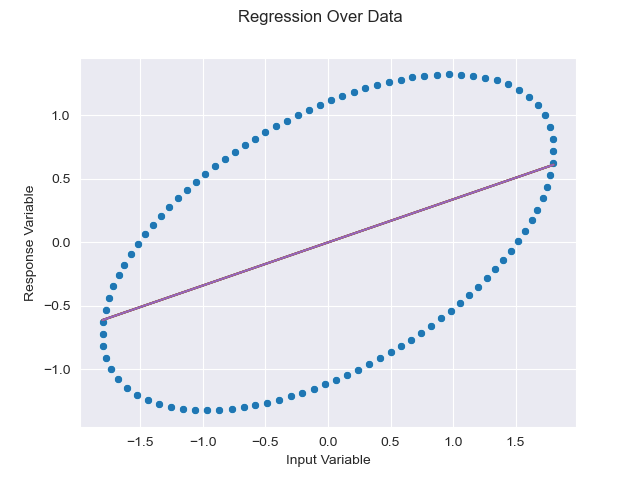 Regression Over Data
1.0
0.5
0.0
−0.5
−1.0
Response Variable
−1.5 −1.0 −0.5 0.0 0.5 1.0 1.5
Input Variable